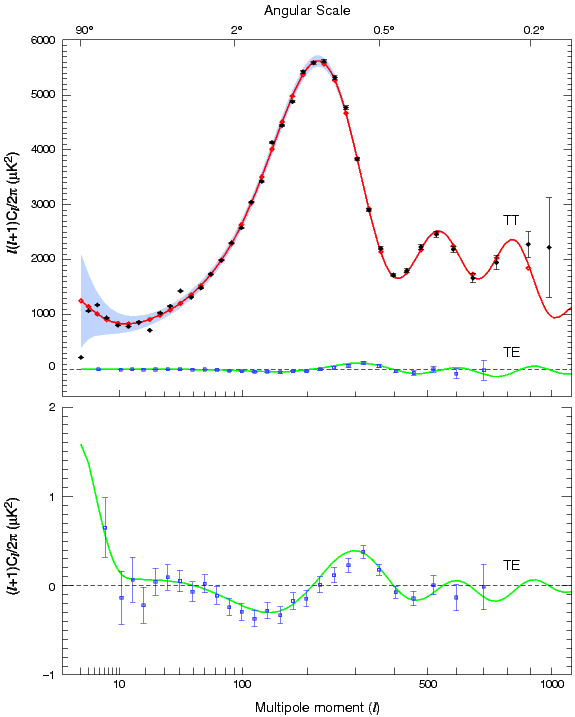 Angular Scale
90° 2° 0.5° 0.2°
6000
5000
4000
3000
2000
1000
0
l(l+1)Cl/2π (μK²)
TT
TE
2
1
0
−1
(l+1)Cl/2π (μK²)
TE
10 100 500 1000
Multipole moment (l)